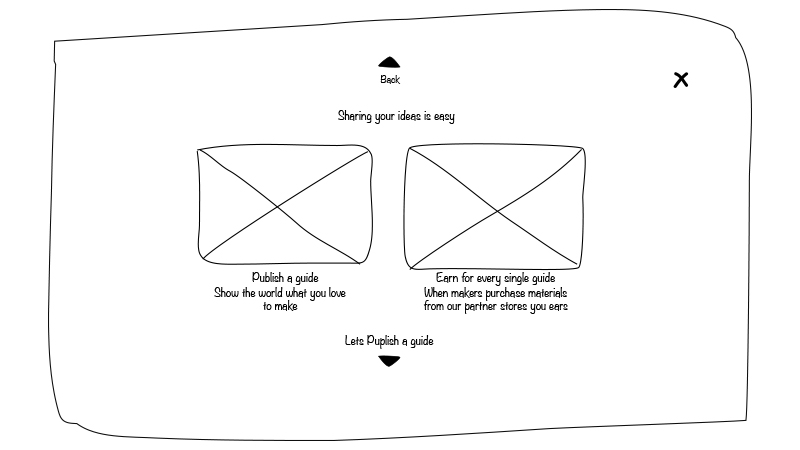 Back
Sharing your ideas is easy
Publish a guide
Show the world what you love
to make
Earn for every single guide
When makers purchase materials
from our partner stores you ears
Lets Puplish a guide